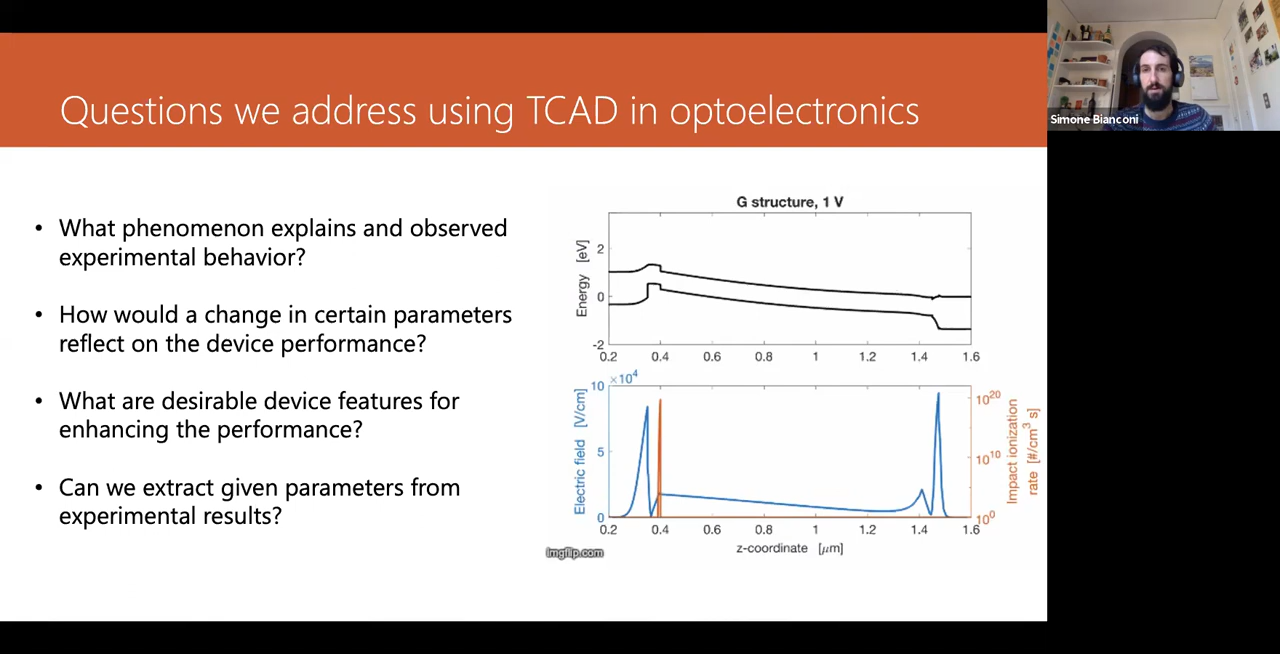 Questions we address using TCAD in optoelectronics
Simone Bianconi
• What phenomenon explains and observed
experimental behavior?
• How would a change in certain parameters
reflect on the device performance?
• What are desirable device features for
enhancing the performance?
• Can we extract given parameters from
experimental results?
G structure, 1 V
Energy [eV]
2
0
-2
0.2 0.4 0.6 0.8 1 1.2 1.4 1.6
×10⁴
Electric field [V/cm]
10
5
0
10²⁰
10¹⁰
10⁰
Impact ionization
rate [#/cm³ s]
0.2 0.4 0.6 0.8 1 1.2 1.4 1.6
z-coordinate [μm]
imgflip.com